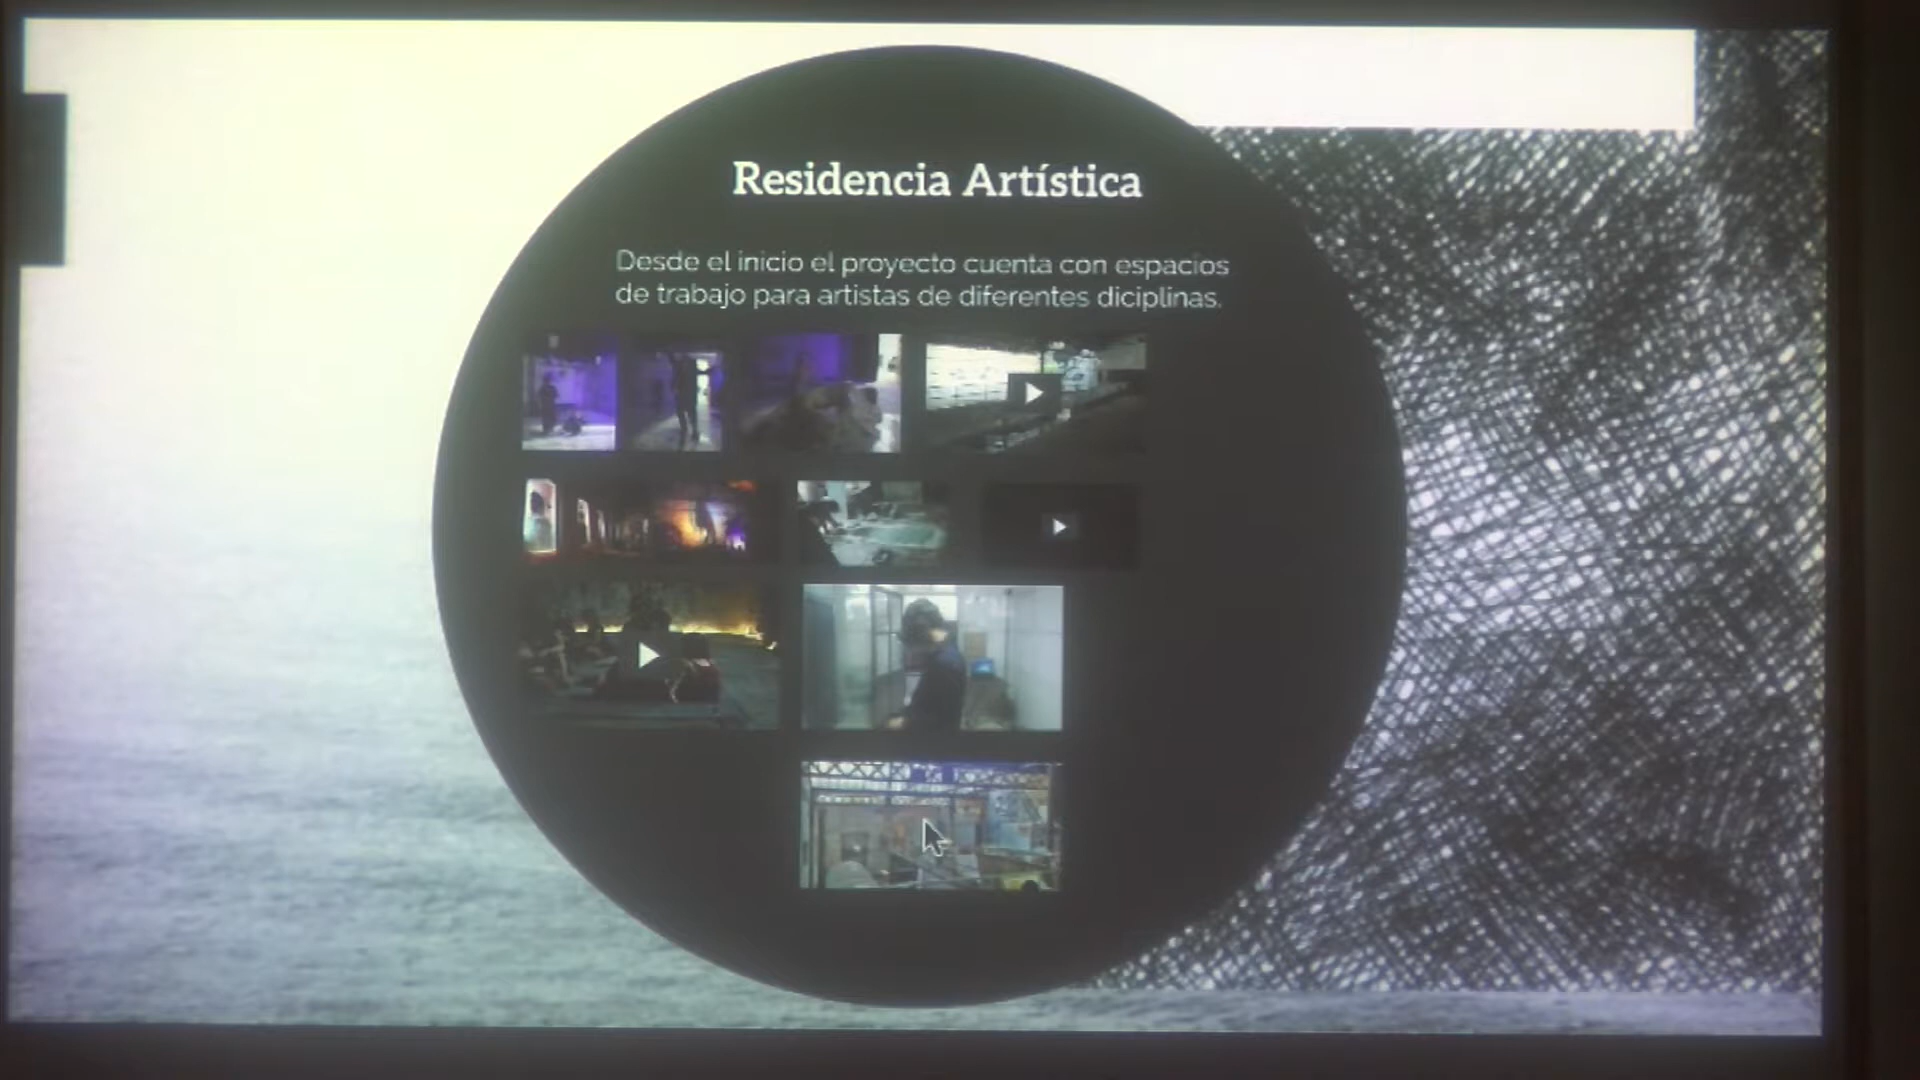 Residencia Artística
Desde el inicio el proyecto cuenta con espacios
de trabajo para artistas de diferentes diciplinas.